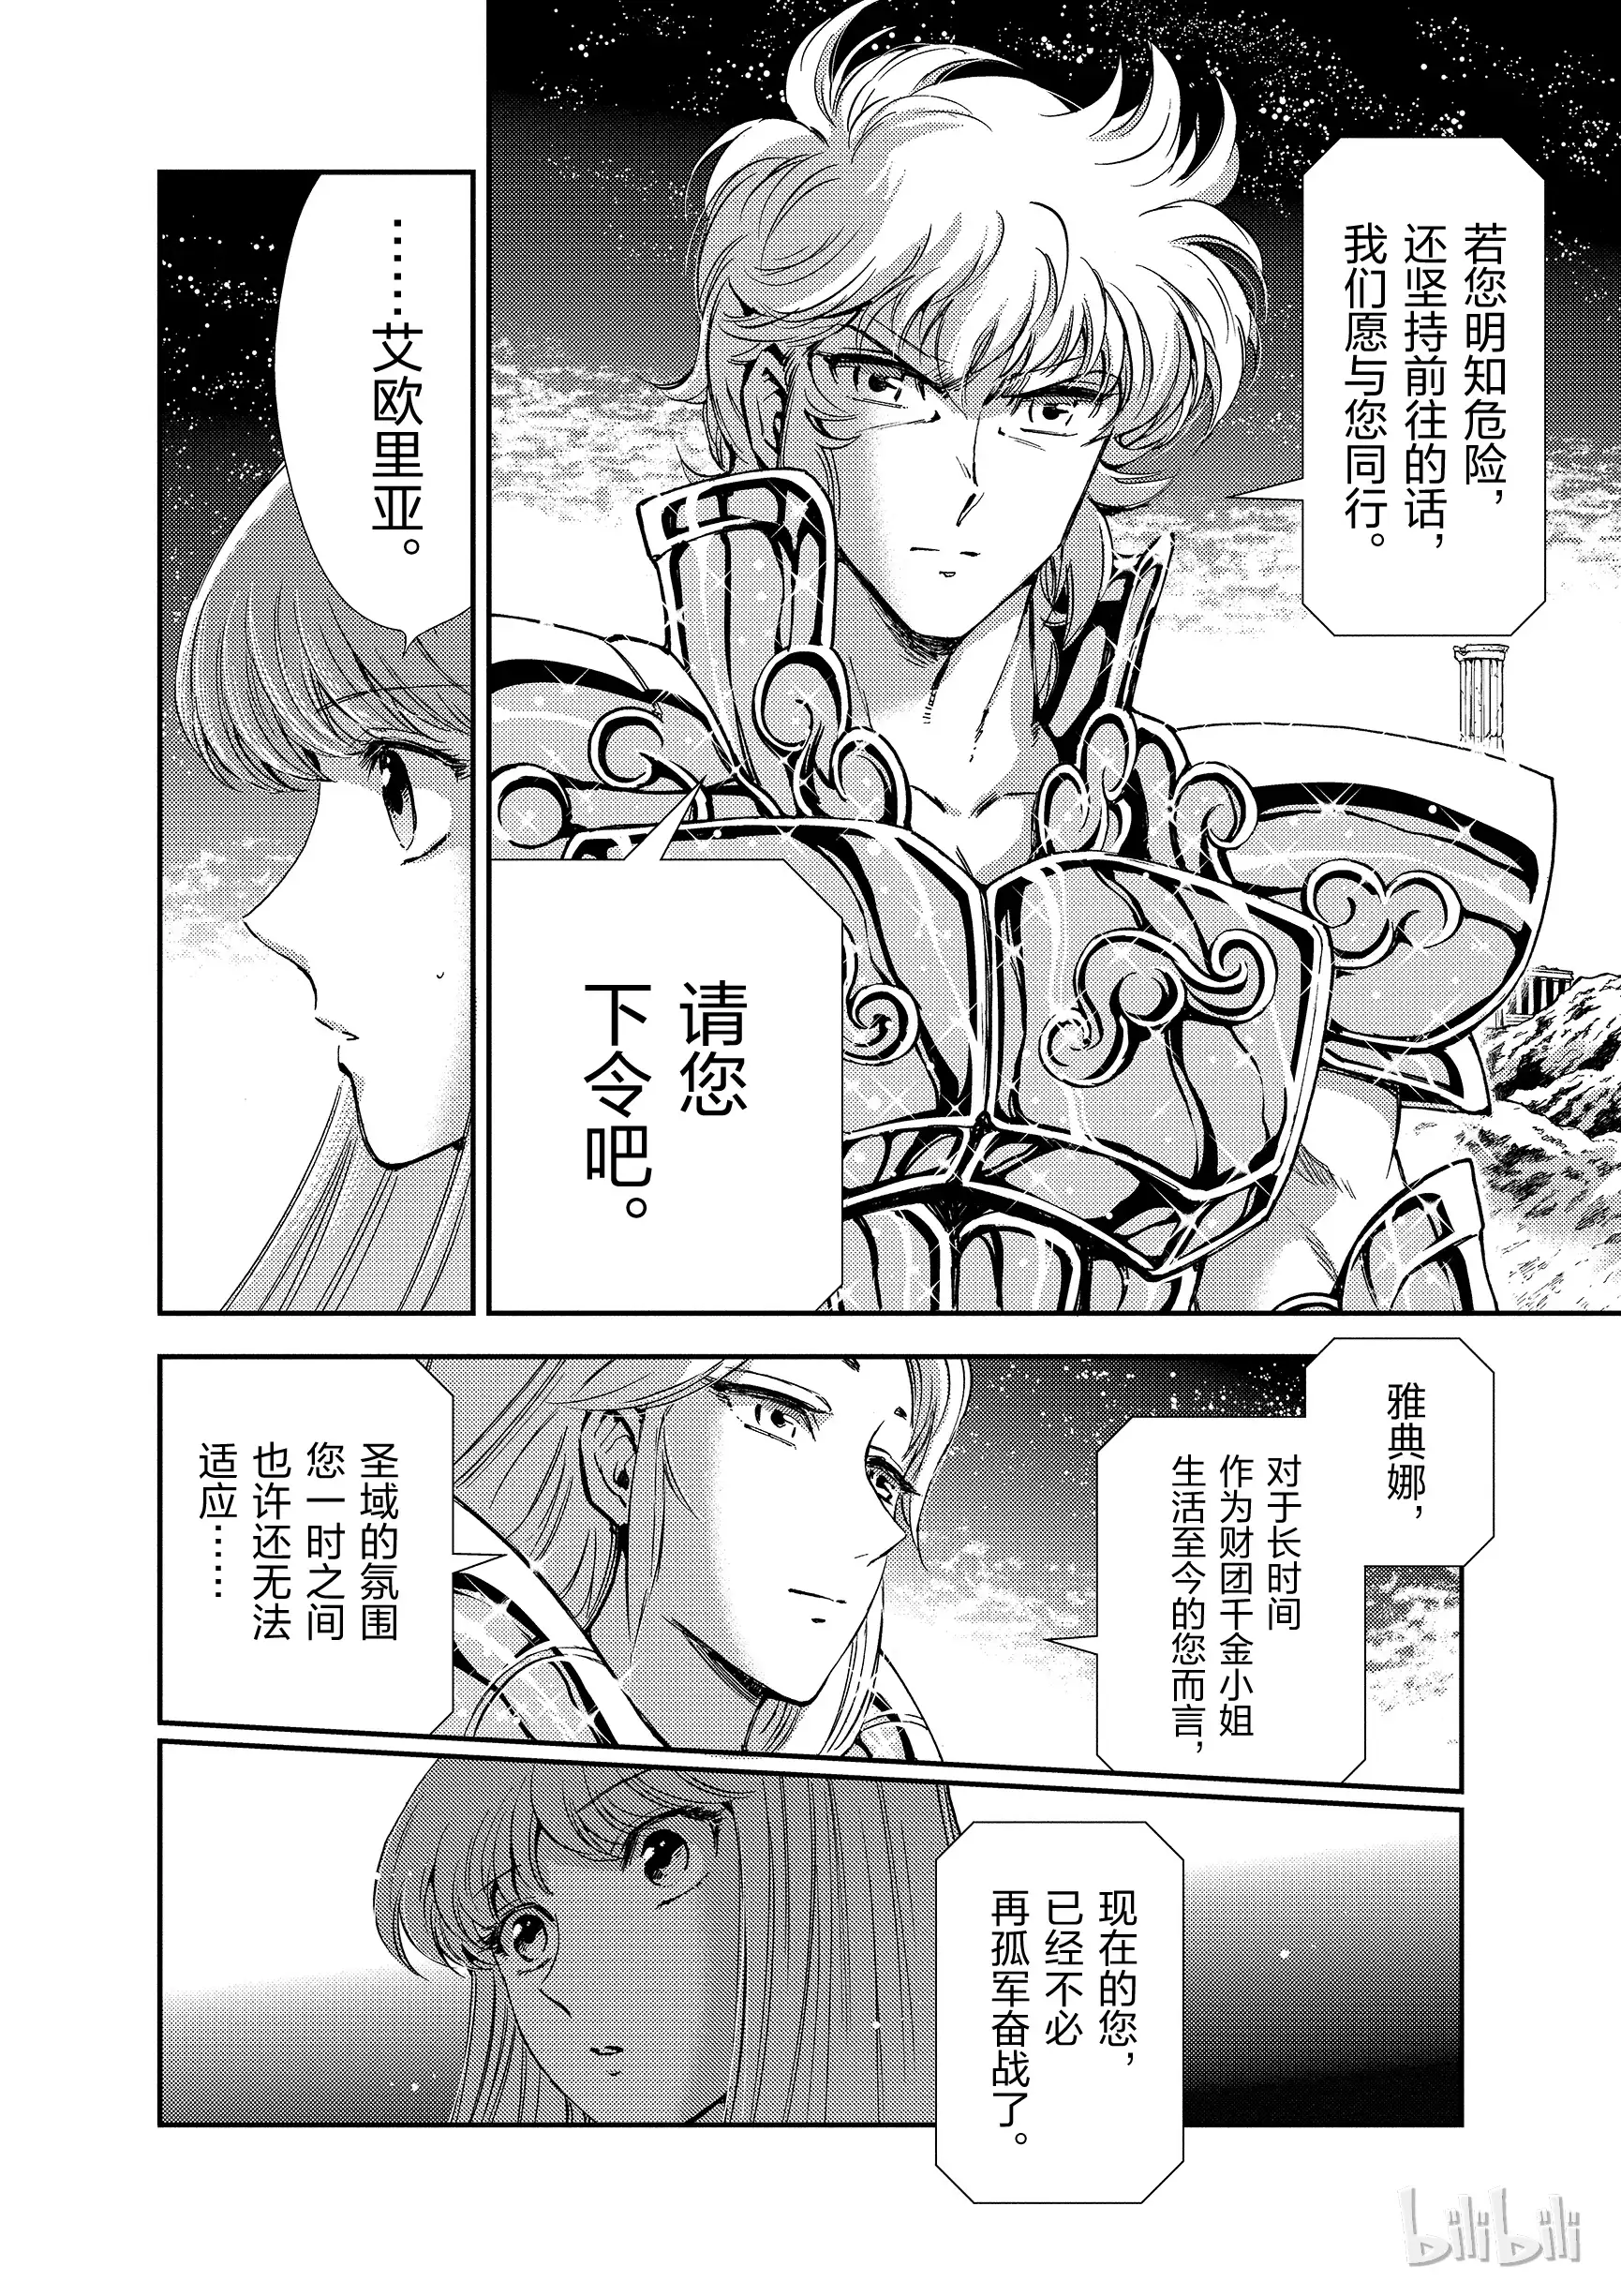 若您明知危险，
还坚持前往的话，
我们愿与您同行。
请您
下令吧。
……艾欧里亚。
雅典娜，
对于长时间
作为财团千金小姐
生活至今的您而言，
圣域的氛围
您一时之间
也许还无法
适应……
现在的您，
已经不必
再孤军奋战了。
bilibili